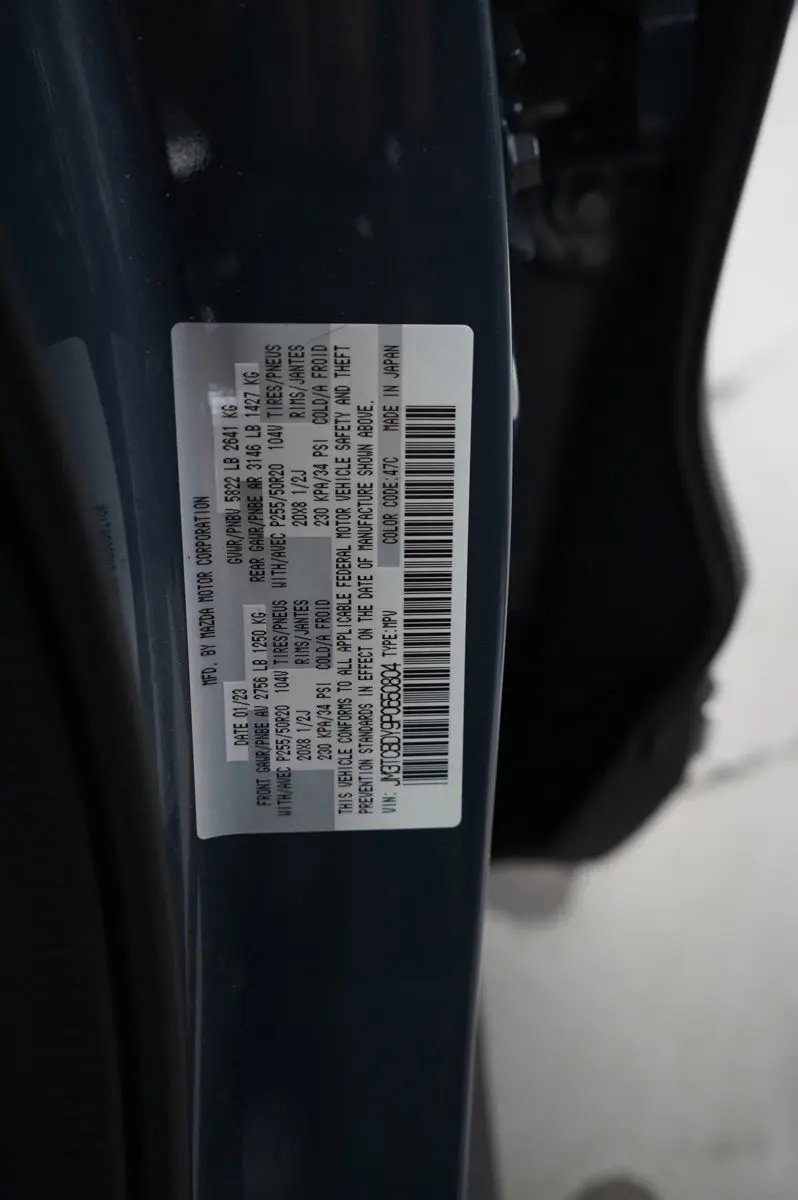 MFD. BY MAZDA MOTOR CORPORATION
DATE 01/23
GVWR/PNBV 5822 LB 2641 KG
FRONT GAWR/PNBE AV 2756 LB 1250 KG
REAR GAWR/PNBE AR 3146 LB 1427 KG
WITH/AVEC P255/50R20 104V TIRES/PNEUS
WITH/AVEC P255/50R20 104V TIRES/PNEUS
20X8 1/2J RIMS/JANTES
20X8 1/2J RIMS/JANTES
230 KPA/34 PSI COLD/A FROID
230 KPA/34 PSI COLD/A FROID
THIS VEHICLE CONFORMS TO ALL APPLICABLE FEDERAL MOTOR VEHICLE SAFETY AND THEFT
PREVENTION STANDARDS IN EFFECT ON THE DATE OF MANUFACTURE SHOWN ABOVE.
VIN: JM3TCBDY9P0650804 TYPE:MPV COLOR CODE:47C MADE IN JAPAN